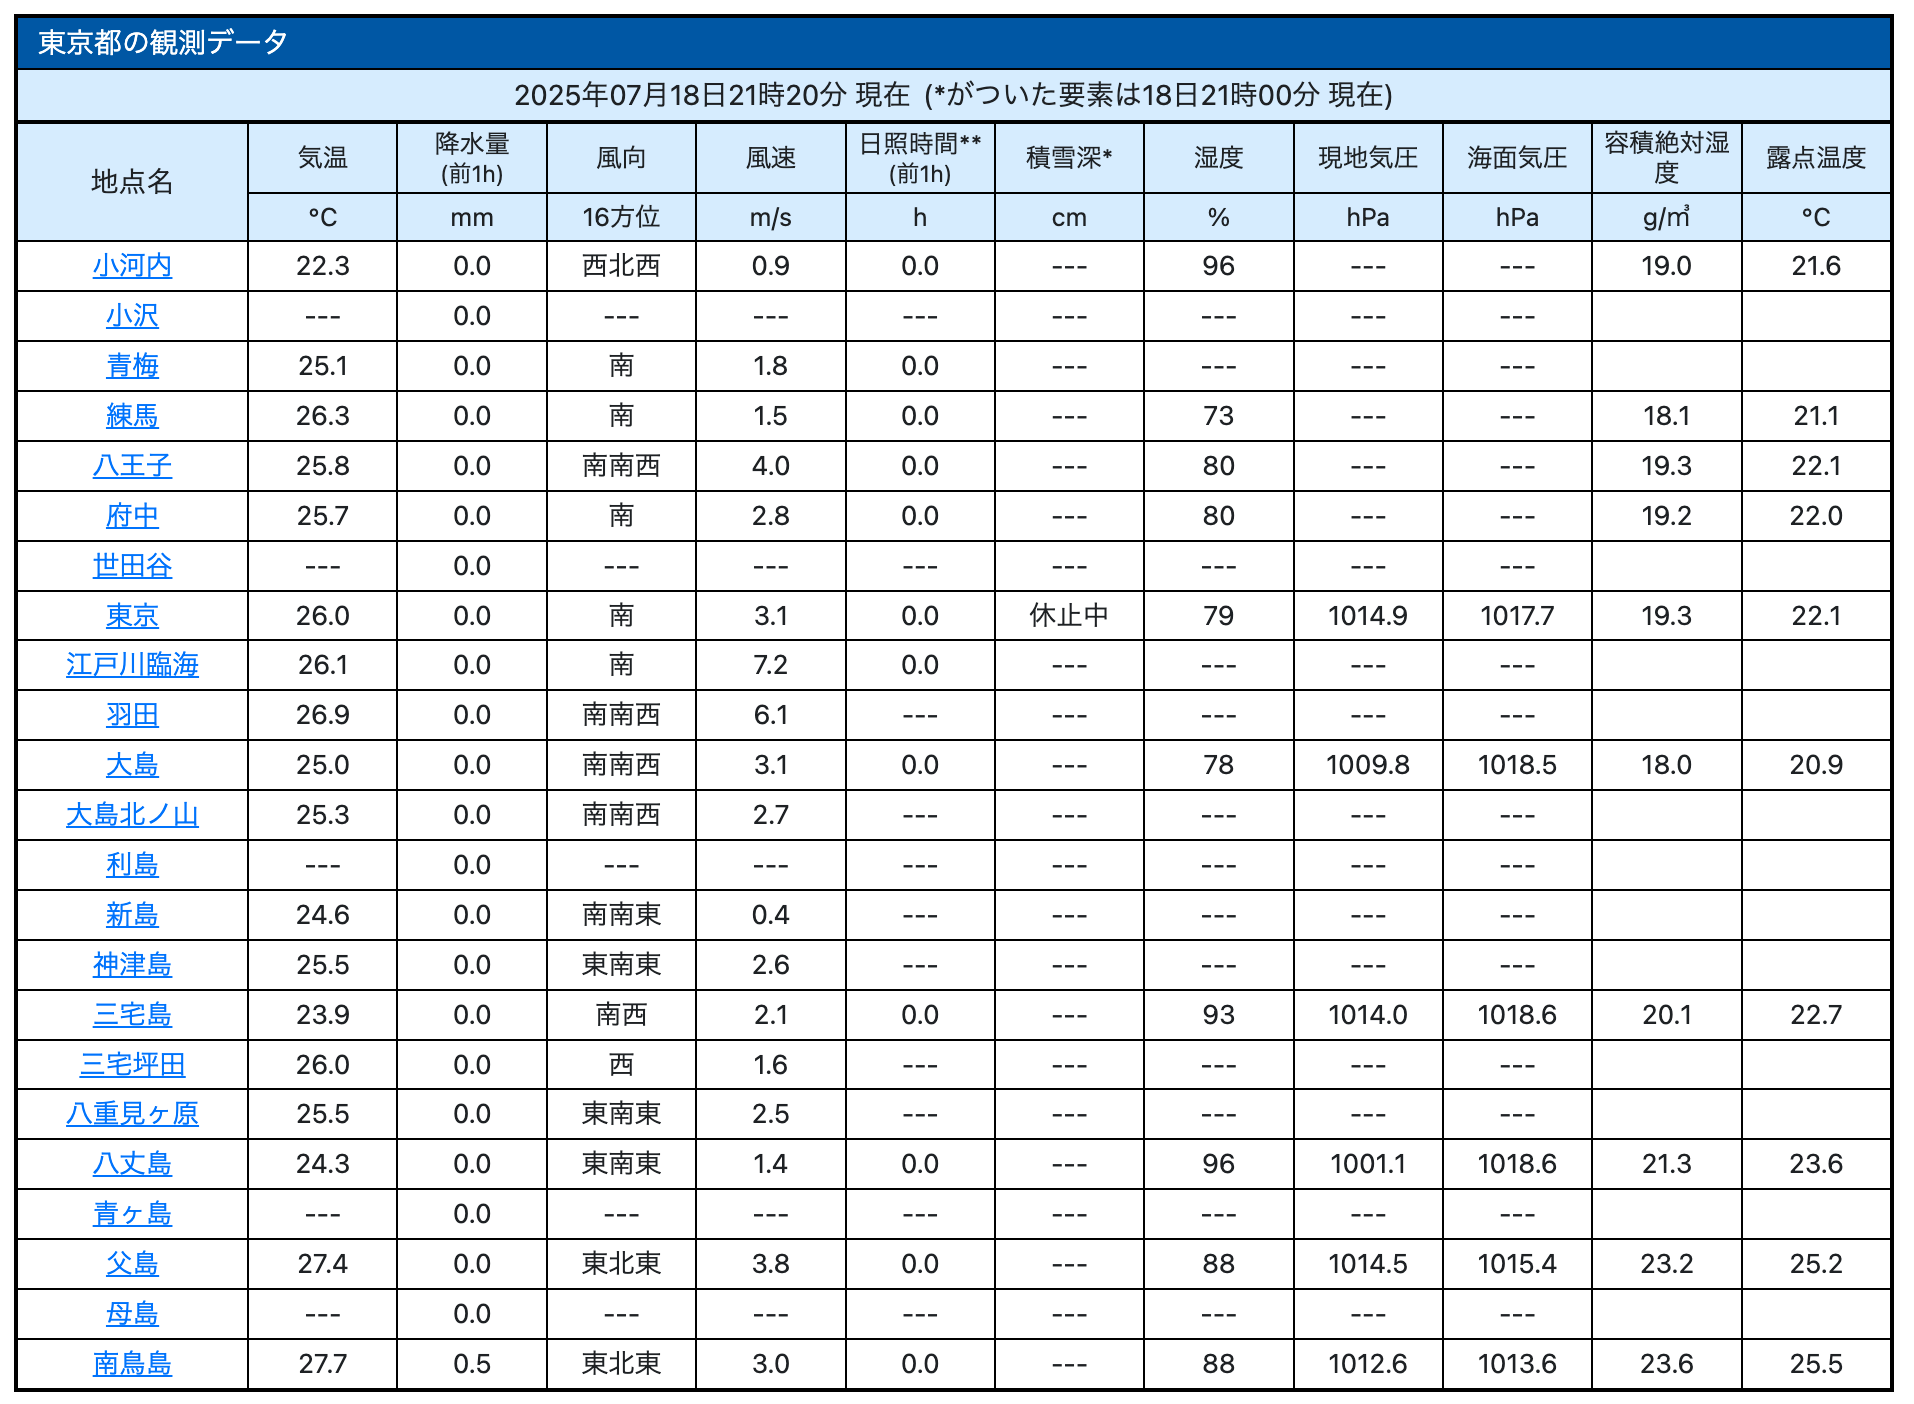 東京都の観測データ
2025年07月18日21時20分 現在 (*がついた要素は18日21時00分 現在)
地点名 気温 降水量 (前1h) 風向 風速 日照時間** (前1h) 積雪深* 湿度 現地気圧 海面気圧 容積絶対湿度 露点温度
℃ mm 16方位 m/s h cm % hPa hPa g/㎥ ℃
小河内 22.3 0.0 西北西 0.9 0.0 --- 96 --- --- 19.0 21.6
小沢 --- 0.0 --- --- --- --- --- --- ---
青梅 25.1 0.0 南 1.8 0.0 --- --- --- ---
練馬 26.3 0.0 南 1.5 0.0 --- 73 --- --- 18.1 21.1
八王子 25.8 0.0 南南西 4.0 0.0 --- 80 --- --- 19.3 22.1
府中 25.7 0.0 南 2.8 0.0 --- 80 --- --- 19.2 22.0
世田谷 --- 0.0 --- --- --- --- --- --- ---
東京 26.0 0.0 南 3.1 0.0 休止中 79 1014.9 1017.7 19.3 22.1
江戸川臨海 26.1 0.0 南 7.2 0.0 --- --- --- ---
羽田 26.9 0.0 南南西 6.1 --- --- --- --- ---
大島 25.0 0.0 南南西 3.1 0.0 --- 78 1009.8 1018.5 18.0 20.9
大島北ノ山 25.3 0.0 南南西 2.7 --- --- --- --- ---
利島 --- 0.0 --- --- --- --- --- --- ---
新島 24.6 0.0 南南東 0.4 --- --- --- --- ---
神津島 25.5 0.0 東南東 2.6 --- --- --- --- ---
三宅島 23.9 0.0 南西 2.1 0.0 --- 93 1014.0 1018.6 20.1 22.7
三宅坪田 26.0 0.0 西 1.6 --- --- --- --- ---
八重見ヶ原 25.5 0.0 東南東 2.5 --- --- --- --- ---
八丈島 24.3 0.0 東南東 1.4 0.0 --- 96 1001.1 1018.6 21.3 23.6
青ヶ島 --- 0.0 --- --- --- --- --- --- ---
父島 27.4 0.0 東北東 3.8 0.0 --- 88 1014.5 1015.4 23.2 25.2
母島 --- 0.0 --- --- --- --- --- --- ---
南鳥島 27.7 0.5 東北東 3.0 0.0 --- 88 1012.6 1013.6 23.6 25.5